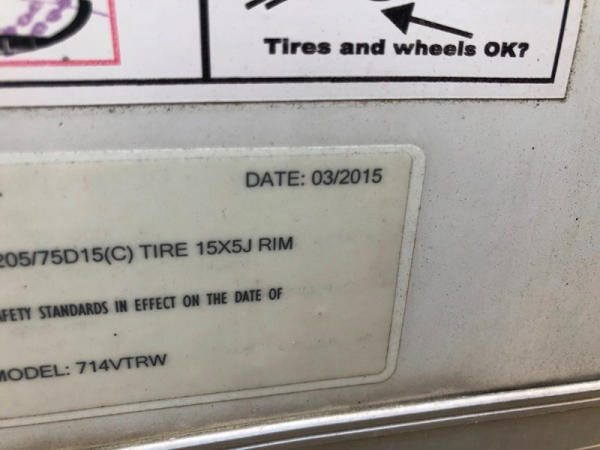 Tires and wheels OK?
DATE: 03/2015
205/75D15(C) TIRE 15X5J RIM
STANDARDS IN EFFECT ON THE DATE OF
MODEL: 714VTRW